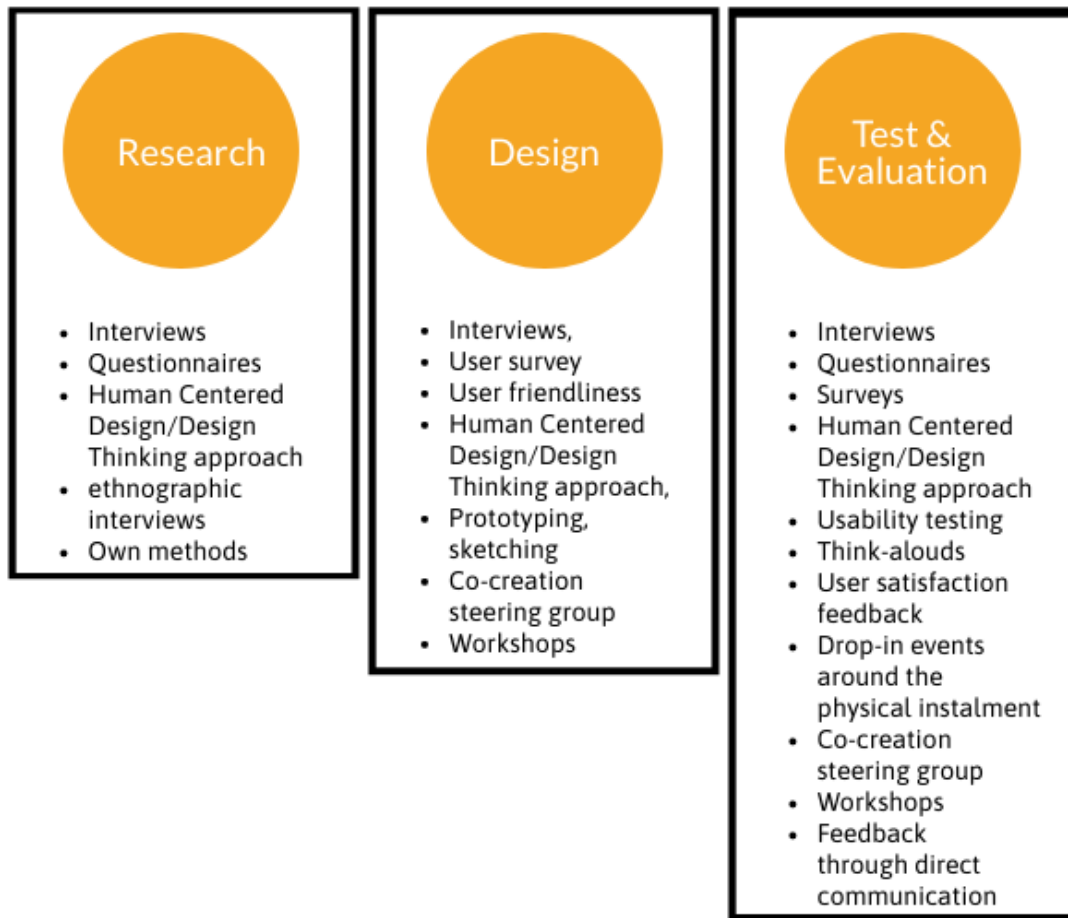 Research
• Interviews
• Questionnaires
• Human Centered
Design/Design
Thinking approach
• ethnographic
interviews
• Own methods
Design
• Interviews,
• User survey
• User friendliness
• Human Centered
Design/Design
Thinking approach,
• Prototyping,
sketching
• Co-creation
steering group
• Workshops
Test &
Evaluation
• Interviews
• Questionnaires
• Surveys
• Human Centered
Design/Design
Thinking approach
• Usability testing
• Think-alouds
• User satisfaction
feedback
• Drop-in events
around the
physical instalment
• Co-creation
steering group
• Workshops
• Feedback
through direct
communication